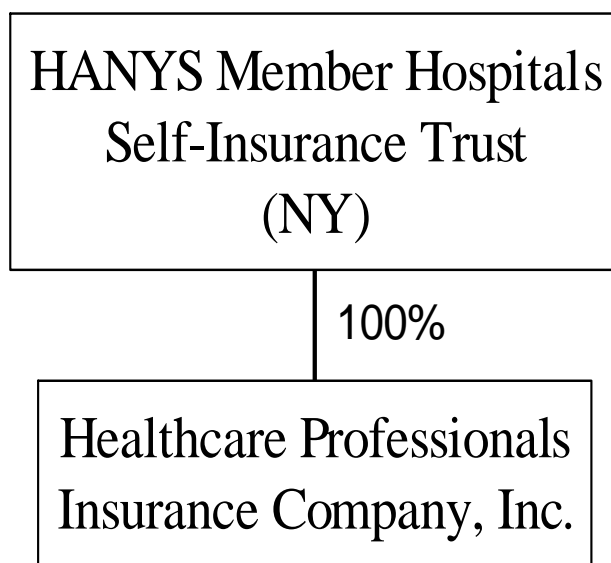 HANYS Member Hospitals
Self-Insurance Trust
(NY)
100%
Healthcare Professionals
Insurance Company, Inc.